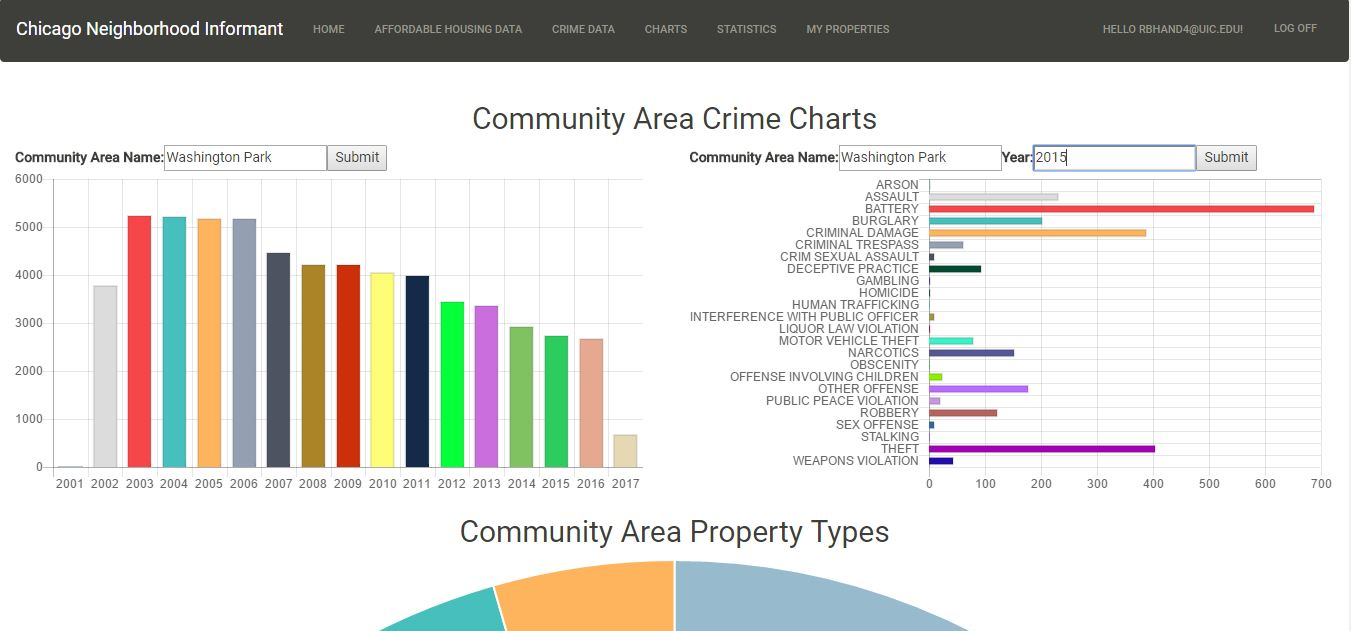 Chicago Neighborhood Informant HOME AFFORDABLE HOUSING DATA CRIME DATA CHARTS STATISTICS MY PROPERTIES HELLO RBHAND4@UIC.EDU! LOG OFF
Community Area Crime Charts
Community Area Name: Washington Park Submit
6000
5000
4000
3000
2000
1000
0
2001 2002 2003 2004 2005 2006 2007 2008 2009 2010 2011 2012 2013 2014 2015 2016 2017
Community Area Name: Washington Park Year: 2015 Submit
ARSON
ASSAULT
BATTERY
BURGLARY
CRIMINAL DAMAGE
CRIMINAL TRESPASS
CRIM SEXUAL ASSAULT
DECEPTIVE PRACTICE
GAMBLING
HOMICIDE
HUMAN TRAFFICKING
INTERFERENCE WITH PUBLIC OFFICER
LIQUOR LAW VIOLATION
MOTOR VEHICLE THEFT
NARCOTICS
OBSCENITY
OFFENSE INVOLVING CHILDREN
OTHER OFFENSE
PUBLIC PEACE VIOLATION
ROBBERY
SEX OFFENSE
STALKING
THEFT
WEAPONS VIOLATION
0 100 200 300 400 500 600 700
Community Area Property Types